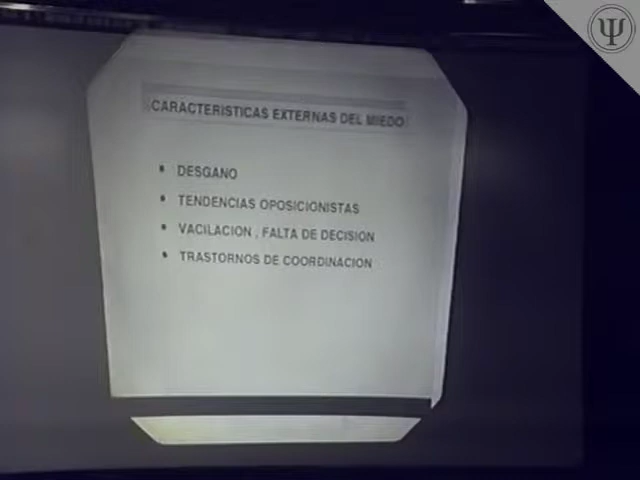 CARACTERISTICAS EXTERNAS DEL MIEDO
• DESGANO
• TENDENCIAS OPOSICIONISTAS
• VACILACION , FALTA DE DECISION
• TRASTORNOS DE COORDINACION
Ψ